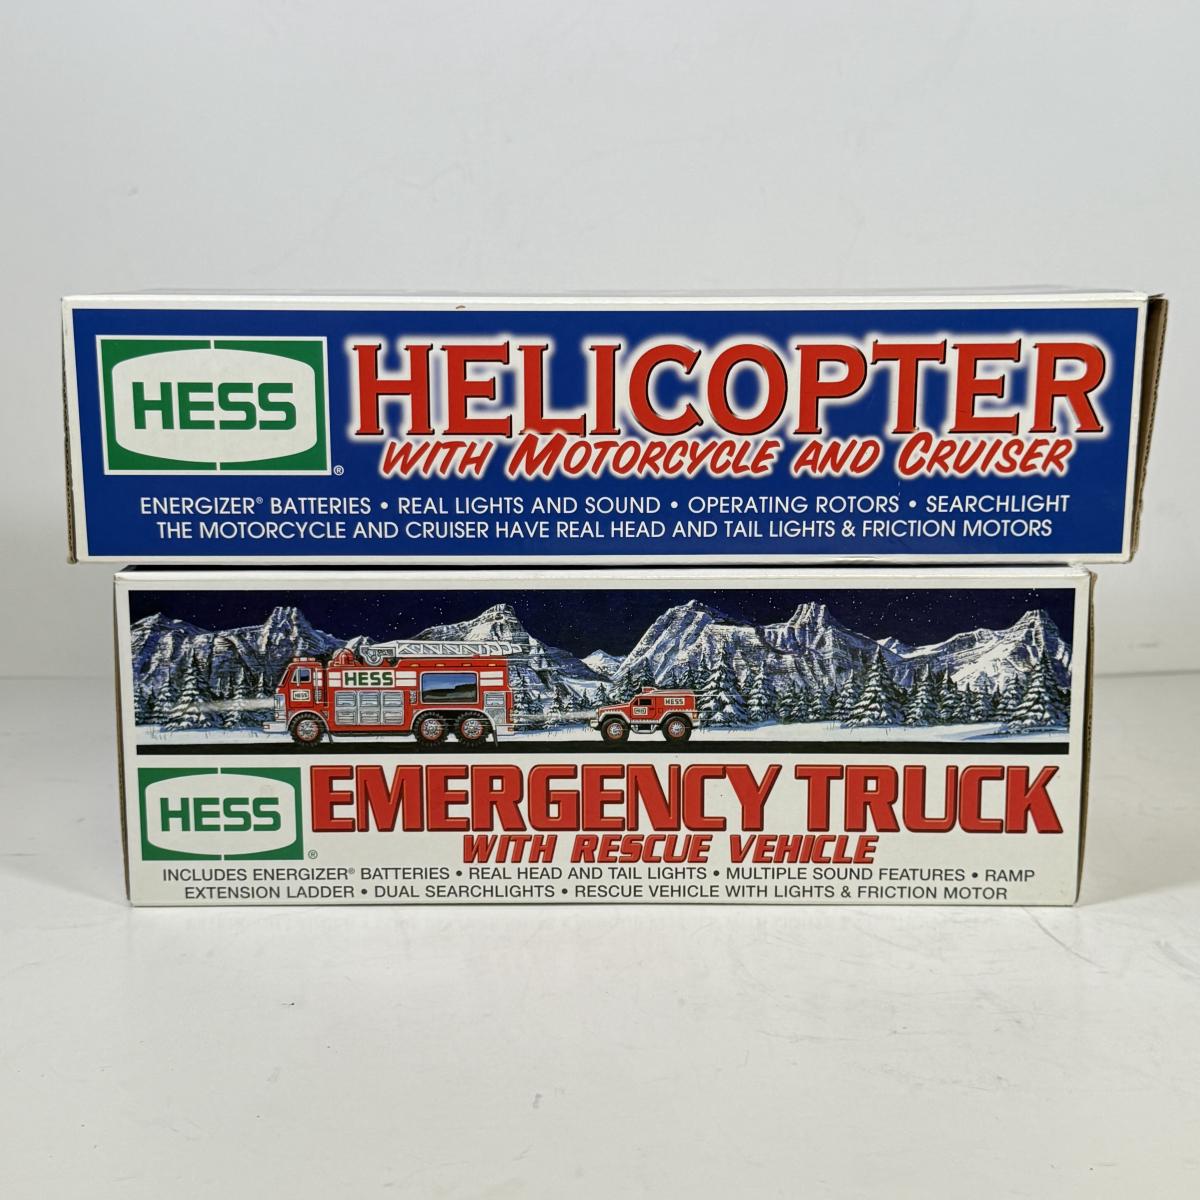 HESS®
HELICOPTER
WITH MOTORCYCLE AND CRUISER
ENERGIZER® BATTERIES • REAL LIGHTS AND SOUND • OPERATING ROTORS • SEARCHLIGHT
THE MOTORCYCLE AND CRUISER HAVE REAL HEAD AND TAIL LIGHTS & FRICTION MOTORS
HESS
HESS
HESS
HESS®
EMERGENCY TRUCK
WITH RESCUE VEHICLE
INCLUDES ENERGIZER® BATTERIES • REAL HEAD AND TAIL LIGHTS • MULTIPLE SOUND FEATURES • RAMP
EXTENSION LADDER • DUAL SEARCHLIGHTS • RESCUE VEHICLE WITH LIGHTS & FRICTION MOTOR